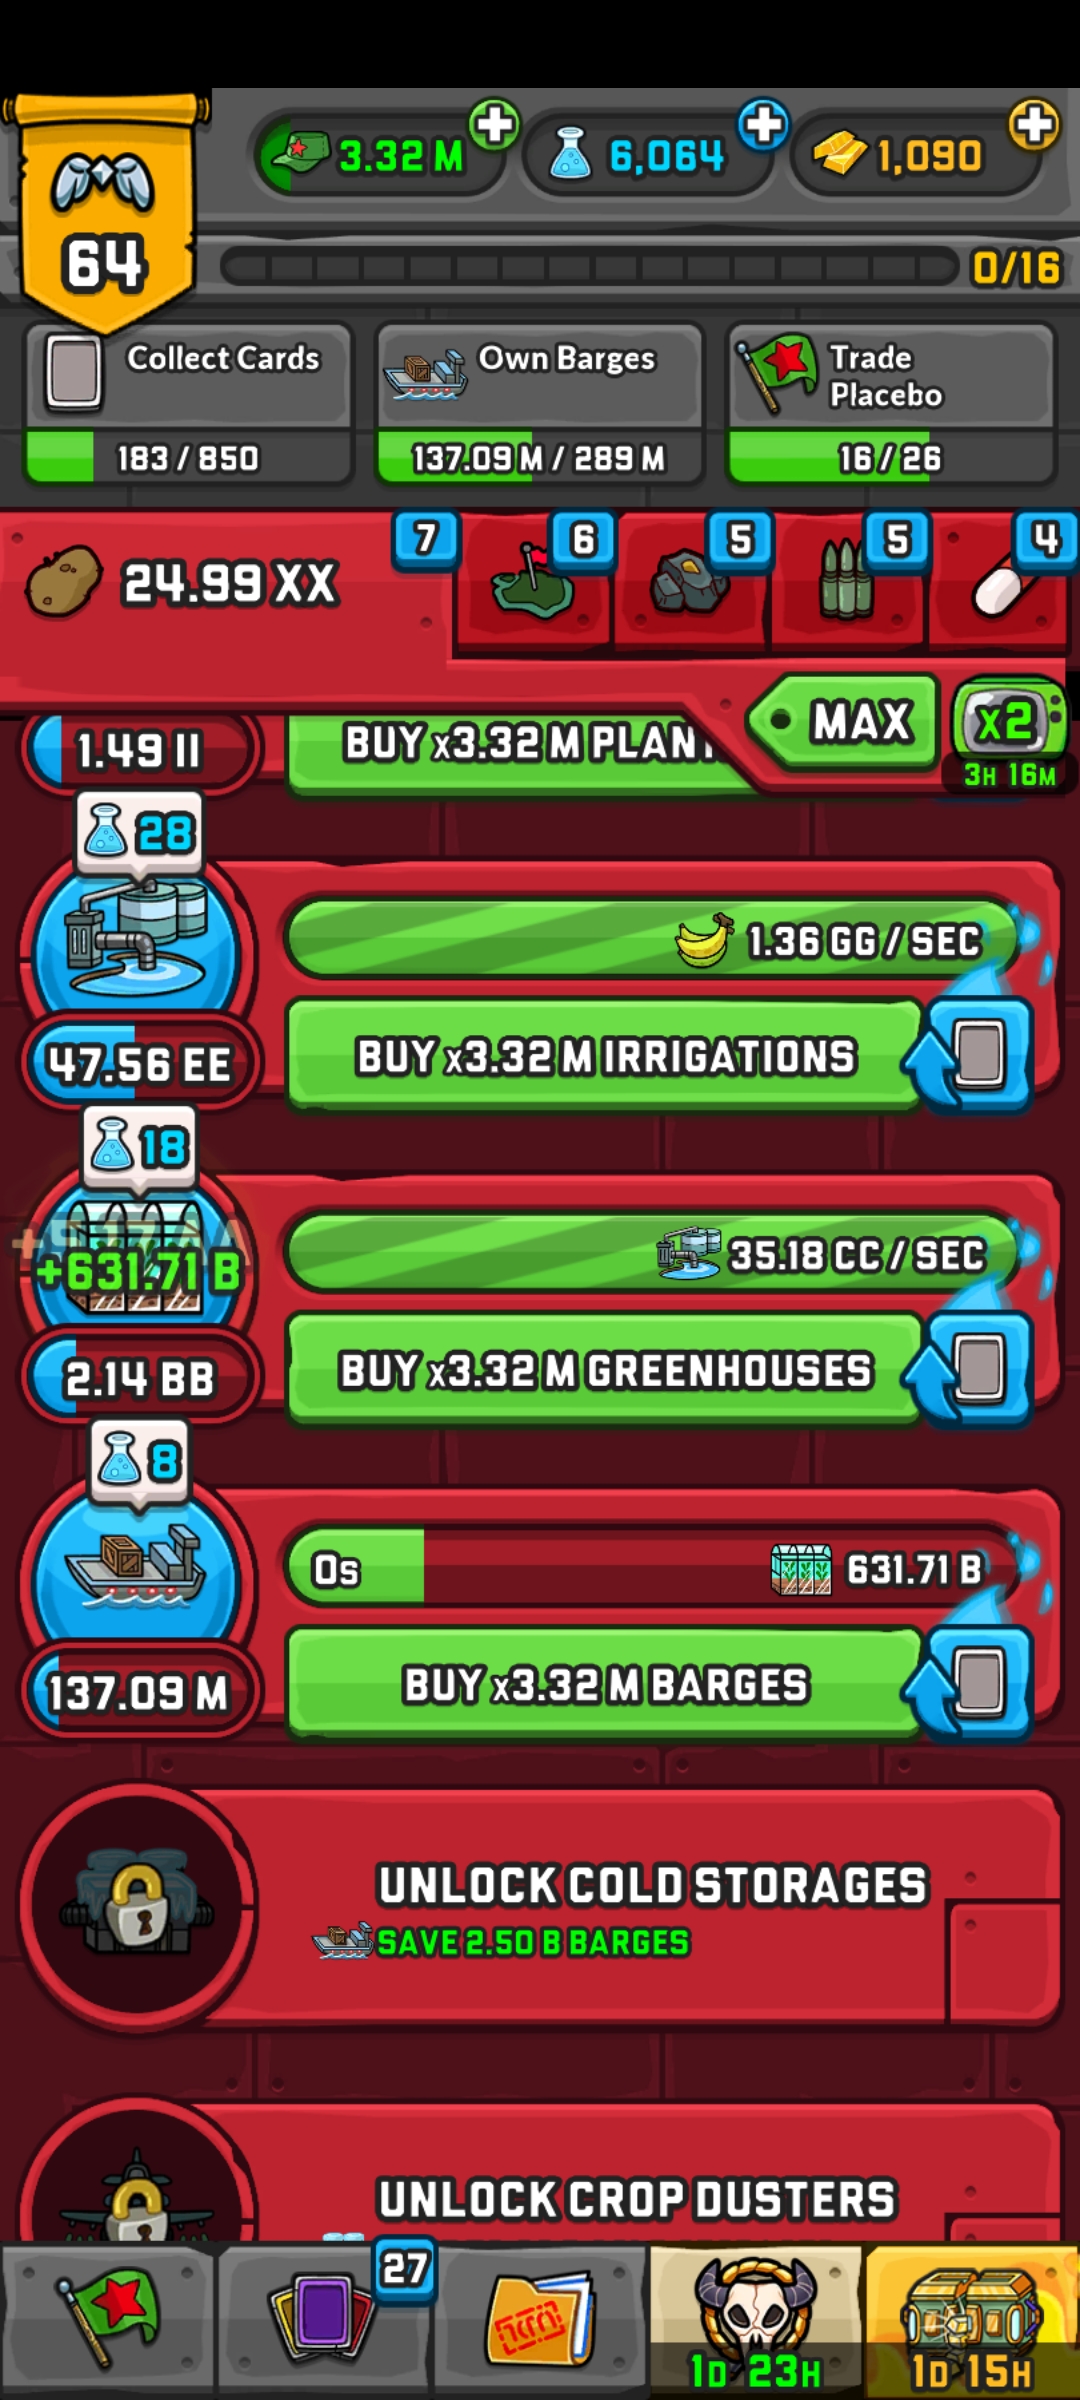 64
3.32 M
6,064
1,090
0/16
Collect Cards
183 / 850
Own Barges
137.09 M / 289 M
Trade
Placebo
16 / 26
24.99 XX
7
6
5
5
4
MAX
x2
3H 16M
1.49 II
BUY x3.32 M PLANT
28
1.36 GG / SEC
47.56 EE
BUY x3.32 M IRRIGATIONS
18
+631.71 B
35.18 CC / SEC
2.14 BB
BUY x3.32 M GREENHOUSES
8
0s
631.71 B
137.09 M
BUY x3.32 M BARGES
UNLOCK COLD STORAGES
SAVE 2.50 B BARGES
UNLOCK CROP DUSTERS
27
1D 23H
1D 15H